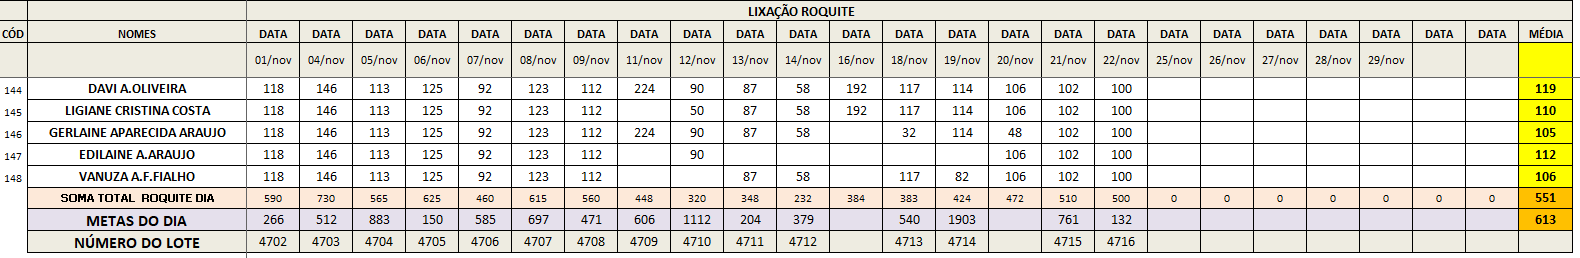 LIXAÇÃO ROQUITE
CÓD NOMES DATA DATA DATA DATA DATA DATA DATA DATA DATA DATA DATA DATA DATA DATA DATA DATA DATA DATA DATA DATA DATA DATA DATA DATA MÉDIA
01/nov 04/nov 05/nov 06/nov 07/nov 08/nov 09/nov 11/nov 12/nov 13/nov 14/nov 16/nov 18/nov 19/nov 20/nov 21/nov 22/nov 25/nov 26/nov 27/nov 28/nov 29/nov
144 DAVI A.OLIVEIRA 118 146 113 125 92 123 112 224 90 87 58 192 117 114 106 102 100 119
145 LIGIANE CRISTINA COSTA 118 146 113 125 92 123 112 50 87 58 192 117 114 106 102 100 110
146 GERLAINE APARECIDA ARAUJO 118 146 113 125 92 123 112 224 90 87 58 32 114 48 102 100 105
147 EDILAINE A.ARAUJO 118 146 113 125 92 123 112 90 106 102 100 112
148 VANUZA A.F.FIALHO 118 146 113 125 92 123 112 87 58 117 82 106 102 100 106
SOMA TOTAL ROQUITE DIA 590 730 565 625 460 615 560 448 320 348 232 384 383 424 472 510 500 0 0 0 0 0 0 0 551
METAS DO DIA 266 512 883 150 585 697 471 606 1112 204 379 540 1903 761 132 613
NÚMERO DO LOTE 4702 4703 4704 4705 4706 4707 4708 4709 4710 4711 4712 4713 4714 4715 4716